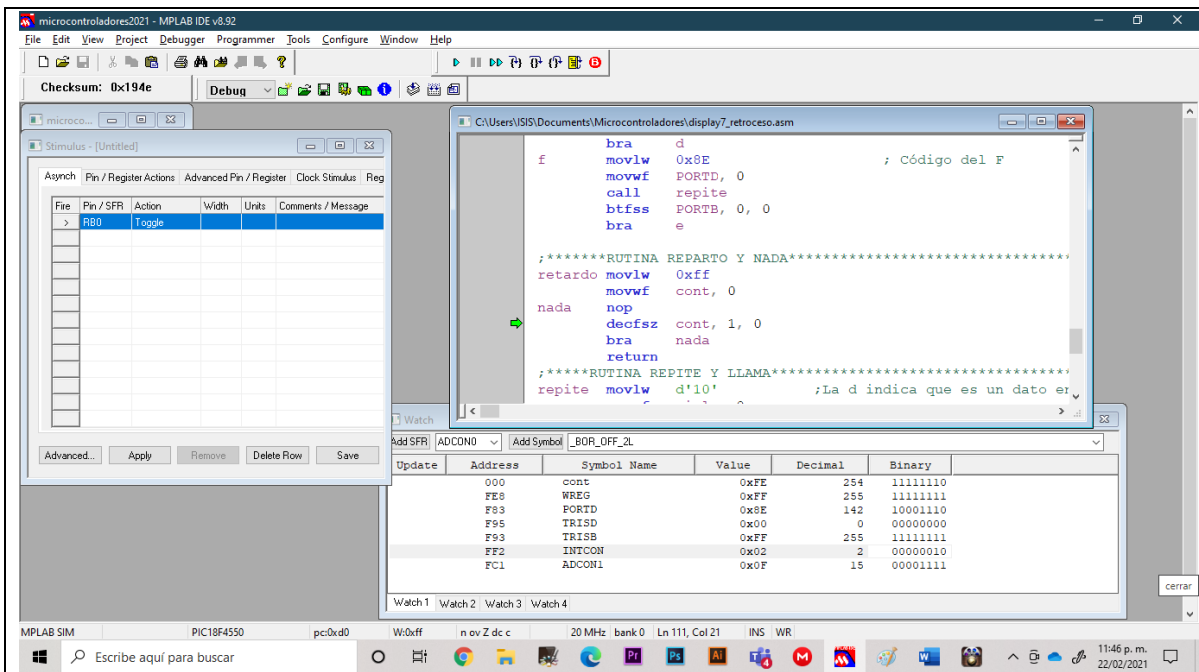 microcontroladores2021 - MPLAB IDE v8.92
File Edit View Project Debugger Programmer Tools Configure Window Help
Checksum: 0x194e
Debug
microco...
Stimulus - [Untitled]
Asynch Pin / Register Actions Advanced Pin / Register Clock Stimulus Reg
Fire Pin / SFR Action Width Units Comments / Message
> RB0 Toggle
Advanced... Apply Remove Delete Row Save
C:\Users\ISIS\Documents\Microcontroladores\display7_retroceso.asm
bra d
f movlw 0x8E ; Código del F
movwf PORTD, 0
call repite
btfss PORTB, 0, 0
bra e
;*******RUTINA REPARTO Y NADA**********************************
retardo movlw 0xff
movwf cont, 0
nada nop
decfsz cont, 1, 0
bra nada
return
;*****RUTINA REPITE Y LLAMA************************************
repite movlw d'10' ;La d indica que es un dato en
Watch
Add SFR ADCON0 Add Symbol _BOR_OFF_2L
Update Address Symbol Name Value Decimal Binary
000 cont 0xFE 254 11111110
FE8 WREG 0xFF 255 11111111
F83 PORTD 0x8E 142 10001110
F95 TRISD 0x00 0 00000000
F93 TRISB 0xFF 255 11111111
FF2 INTCON 0x02 2 00000010
FC1 ADCON1 0x0F 15 00001111
Watch 1 Watch 2 Watch 3 Watch 4
cerrar
MPLAB SIM PIC18F4550 pc:0xd0 W:0xff n ov Z dc c 20 MHz bank 0 Ln 111, Col 21 INS WR
Escribe aquí para buscar
11:46 p. m.
22/02/2021